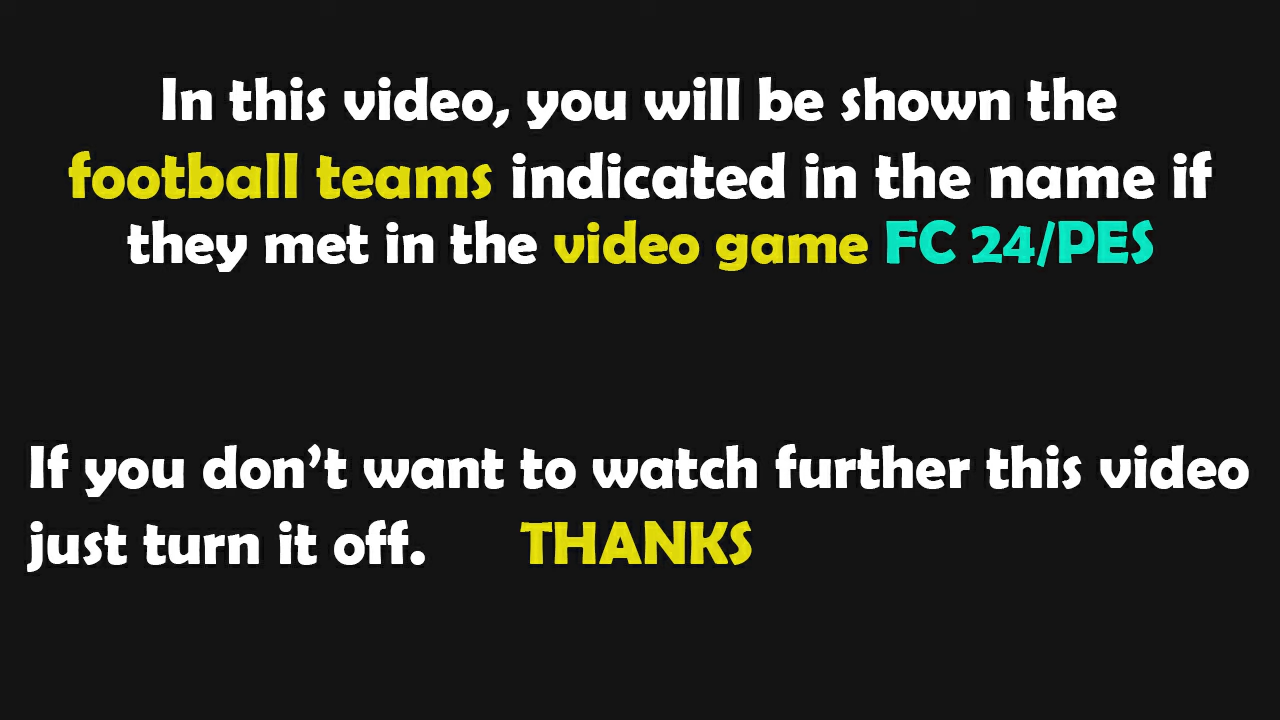 In this video, you will be shown the
football teams indicated in the name if
they met in the video game FC 24/PES
If you don’t want to watch further this video
just turn it off. THANKS